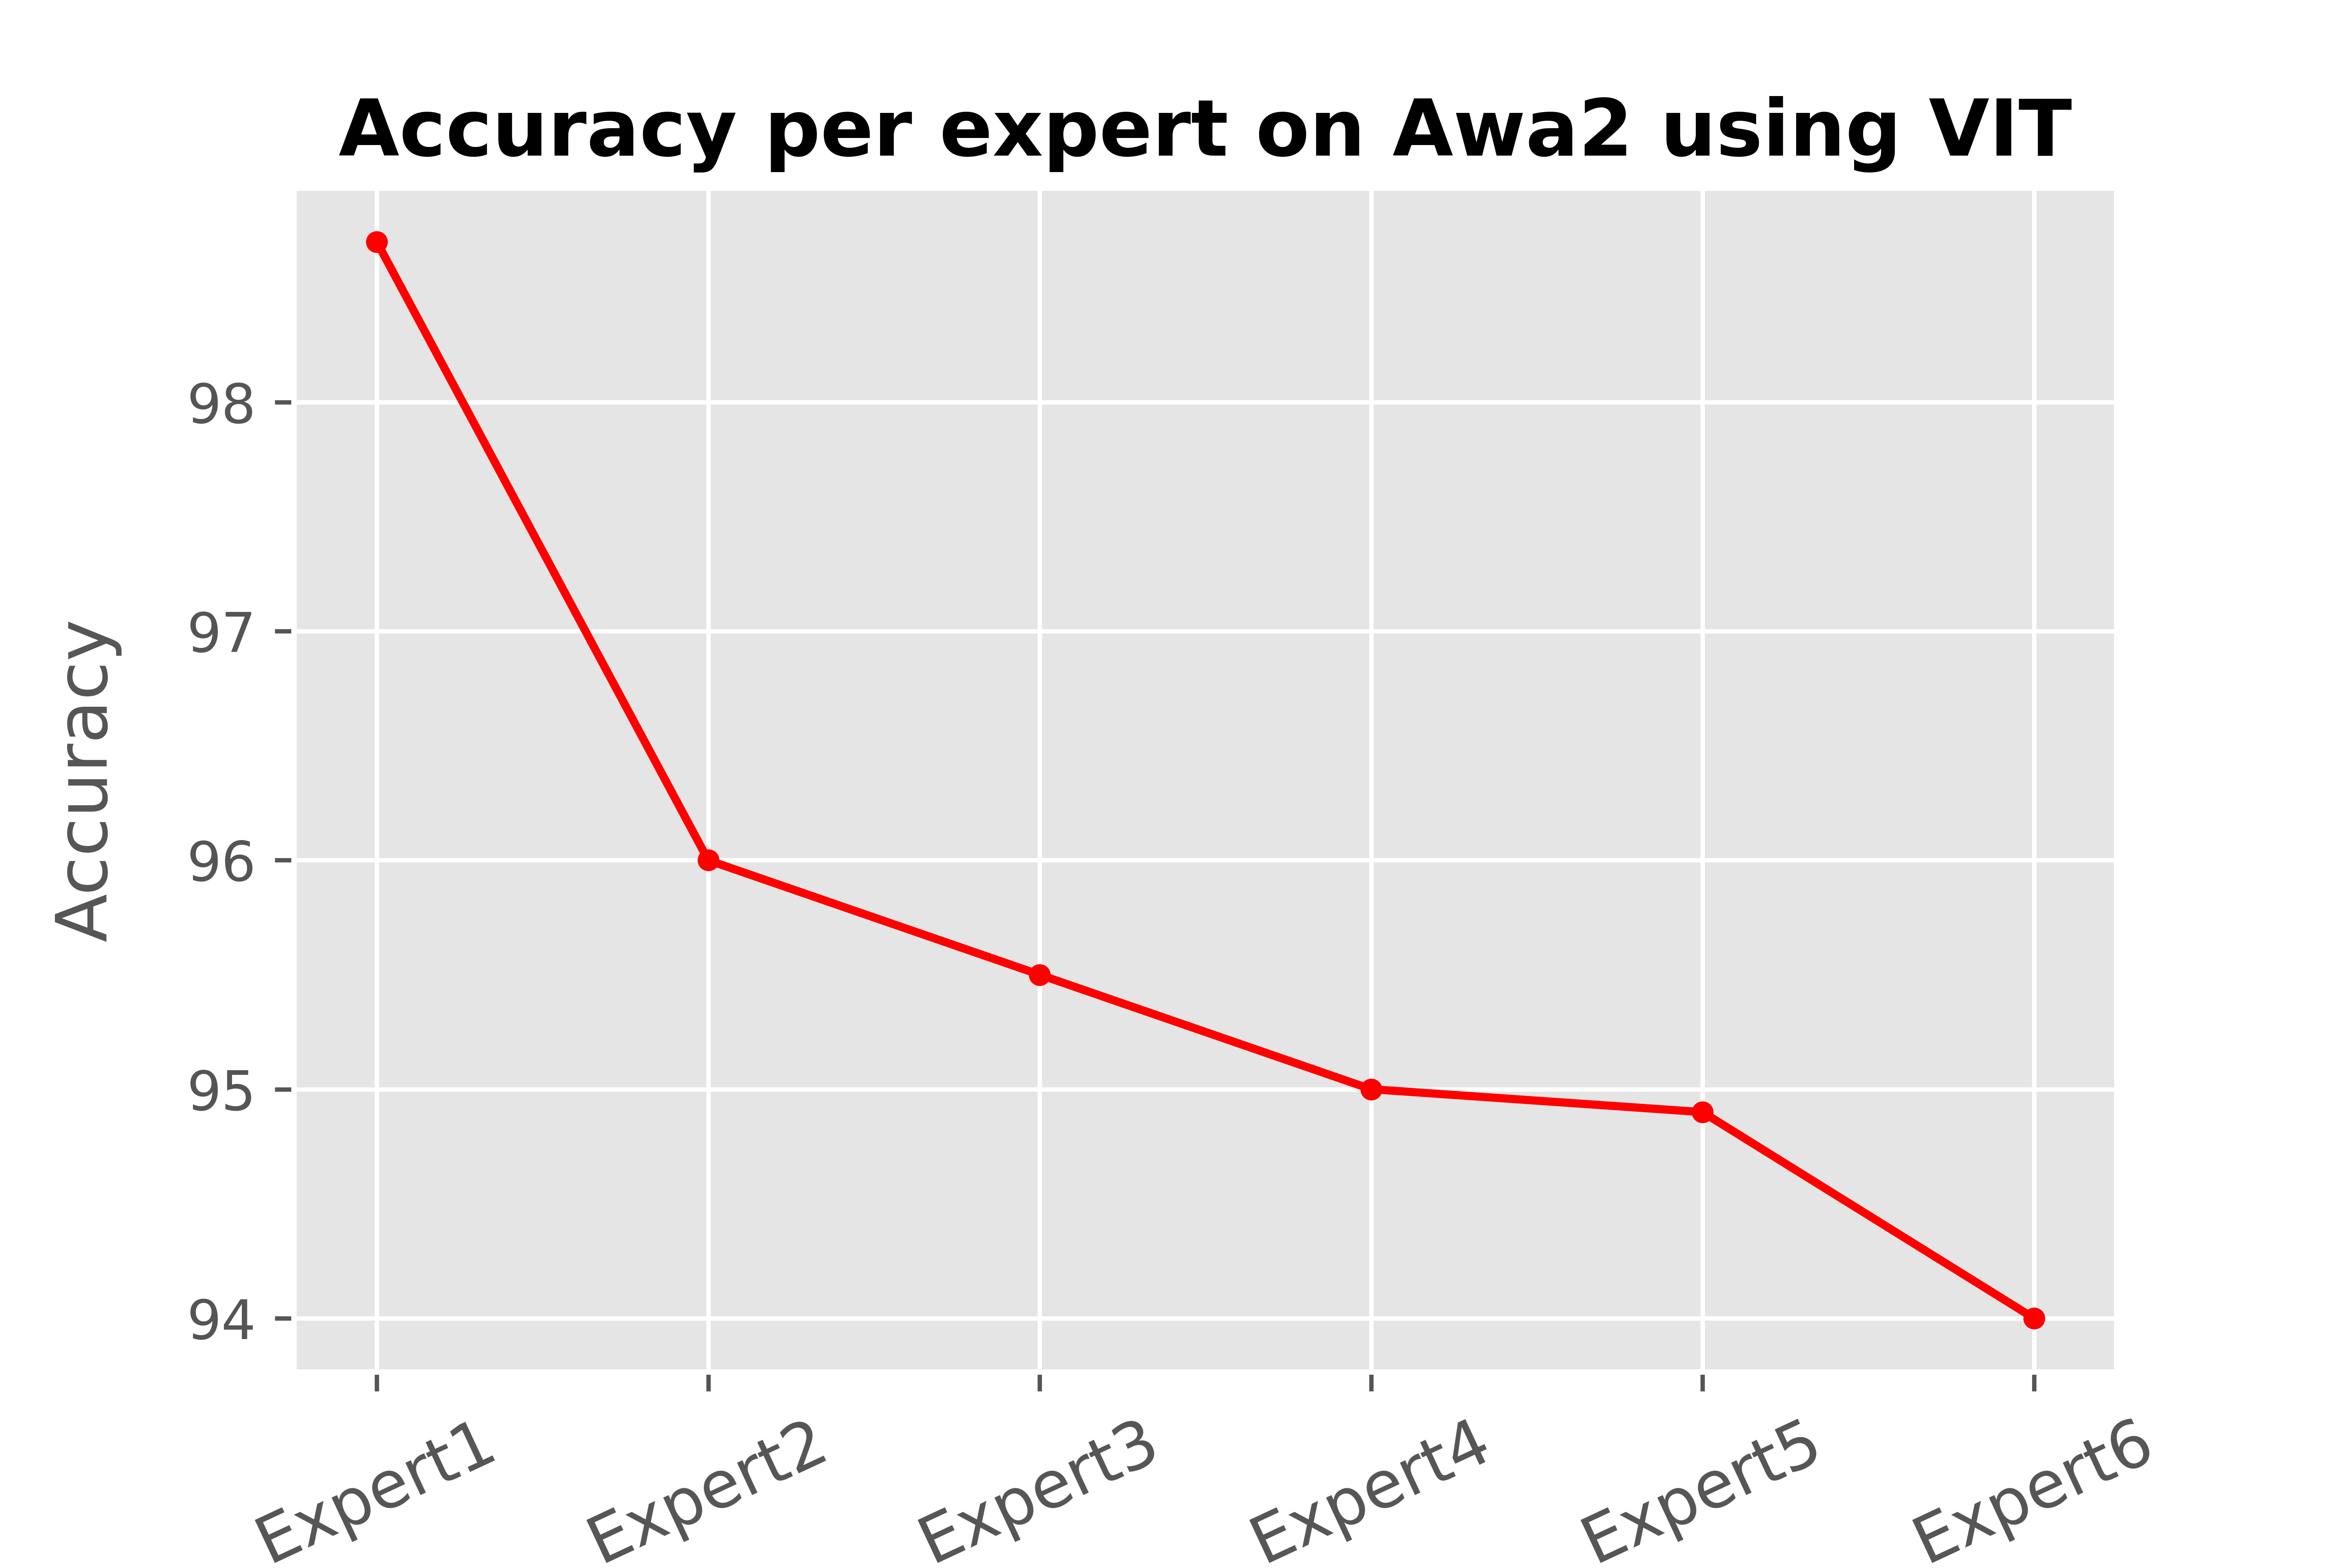 Accuracy per expert on Awa2 using VIT
Accuracy
98
97
96
95
94
Expert1
Expert2
Expert3
Expert4
Expert5
Expert6